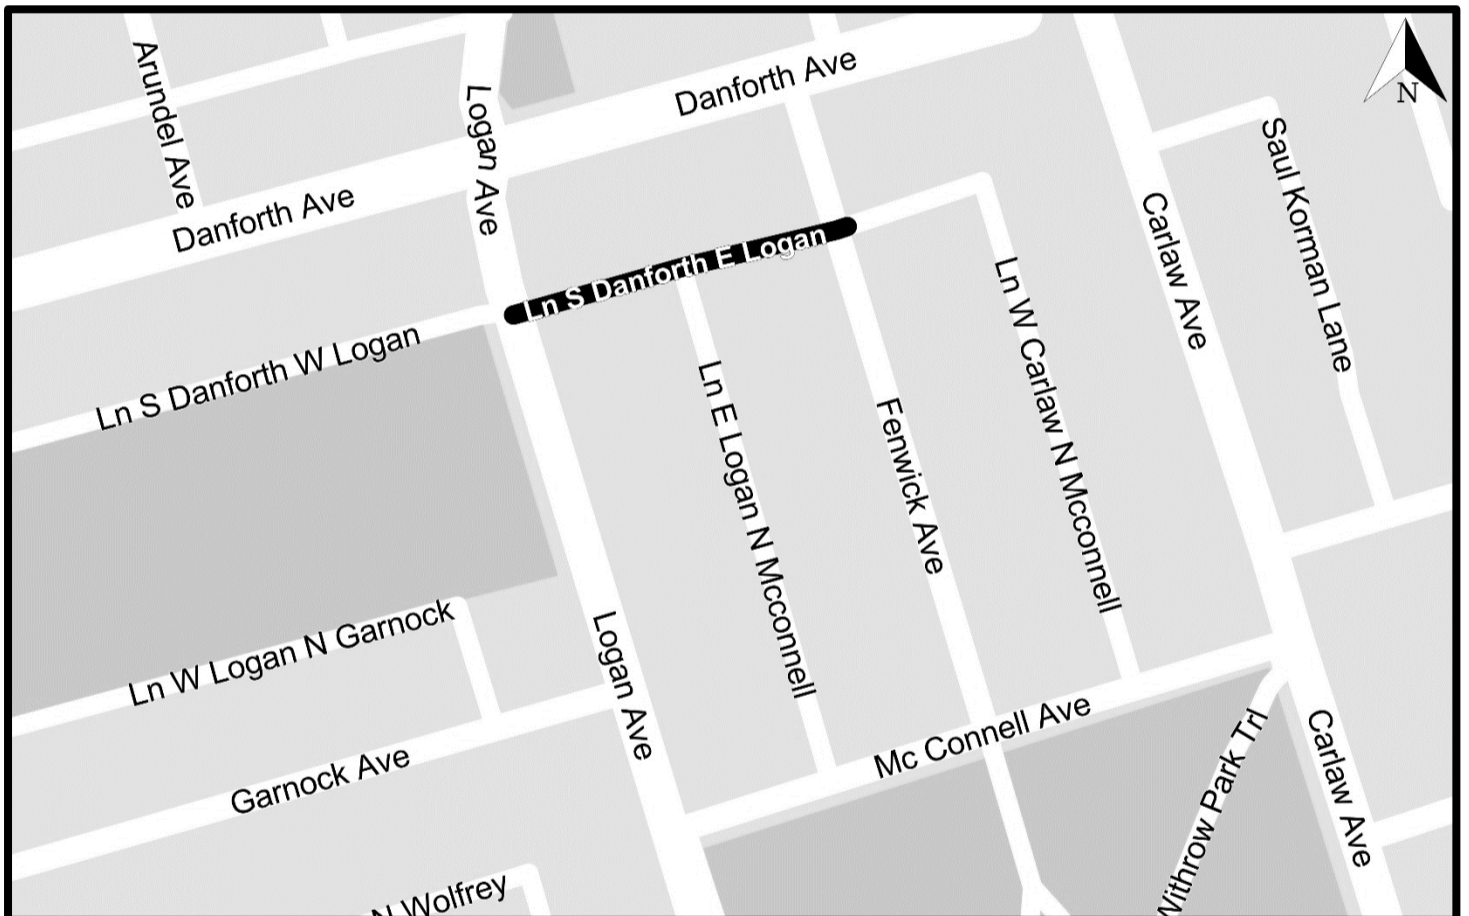 Arundel Ave
Logan Ave
Danforth Ave
N
Danforth Ave
Saul Korman Lane
Carlaw Ave
Ln S Danforth E Logan
Ln S Danforth W Logan
Ln W Carlaw N Mcconnell
Ln E Logan N Mcconnell
Fenwick Ave
Ln W Logan N Garnock
Logan Ave
Mc Connell Ave
Garnock Ave
Withrow Park Trl
Carlaw Ave
N Wolfrey